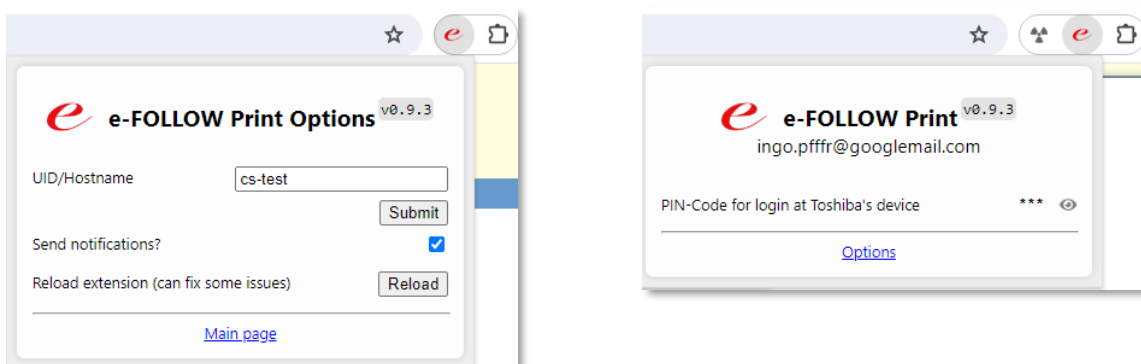 e e-FOLLOW Print Options v0.9.3
UID/Hostname cs-test
Submit
Send notifications?
Reload extension (can fix some issues) Reload
Main page
e e-FOLLOW Print v0.9.3
ingo.pfffr@googlemail.com
PIN-Code for login at Toshiba's device ***
Options